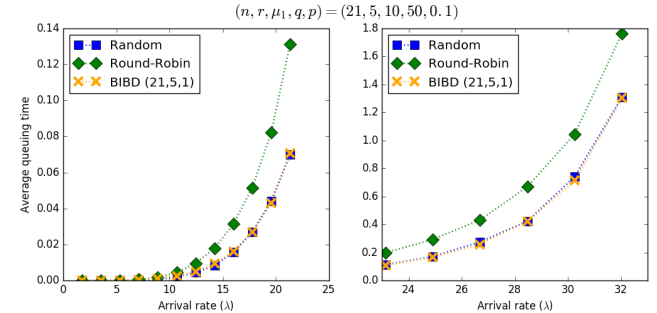 (n, r, μ₁, q, p) = (21, 5, 10, 50, 0.1)
Random
Round-Robin
BIBD (21,5,1)
Average queuing time
0.14
0.12
0.10
0.08
0.06
0.04
0.02
0.00
0 5 10 15 20 25
Arrival rate (λ)
Random
Round-Robin
BIBD (21,5,1)
1.8
1.6
1.4
1.2
1.0
0.8
0.6
0.4
0.2
0.0
24 26 28 30 32
Arrival rate (λ)